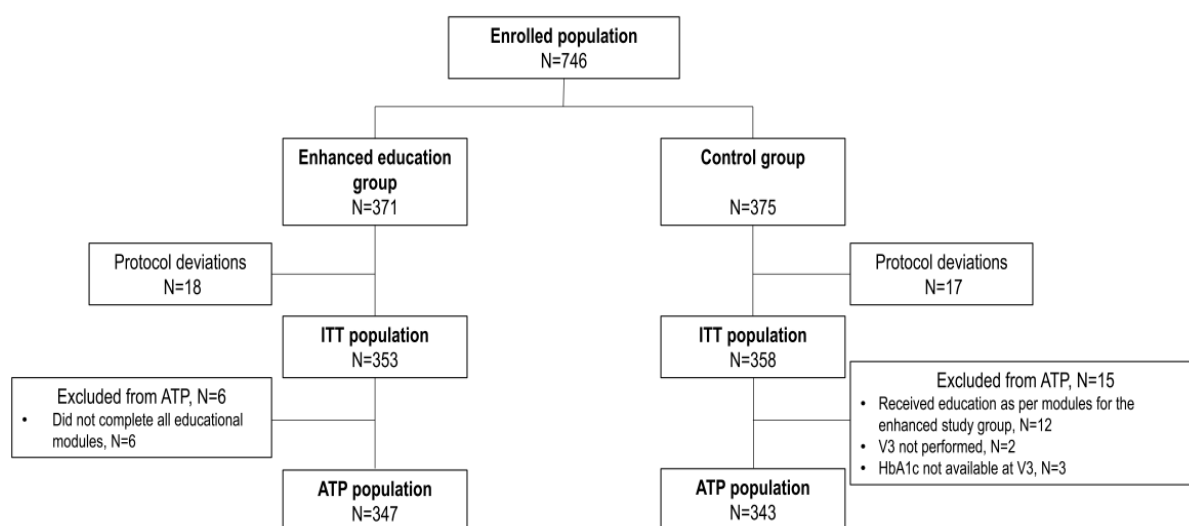 Enrolled population
N=746
Enhanced education
group
N=371
Control group
N=375
Protocol deviations
N=18
Protocol deviations
N=17
ITT population
N=353
ITT population
N=358
Excluded from ATP, N=6
• Did not complete all educational
modules, N=6
Excluded from ATP, N=15
• Received education as per modules for the
enhanced study group, N=12
• V3 not performed, N=2
• HbA1c not available at V3, N=3
ATP population
N=347
ATP population
N=343